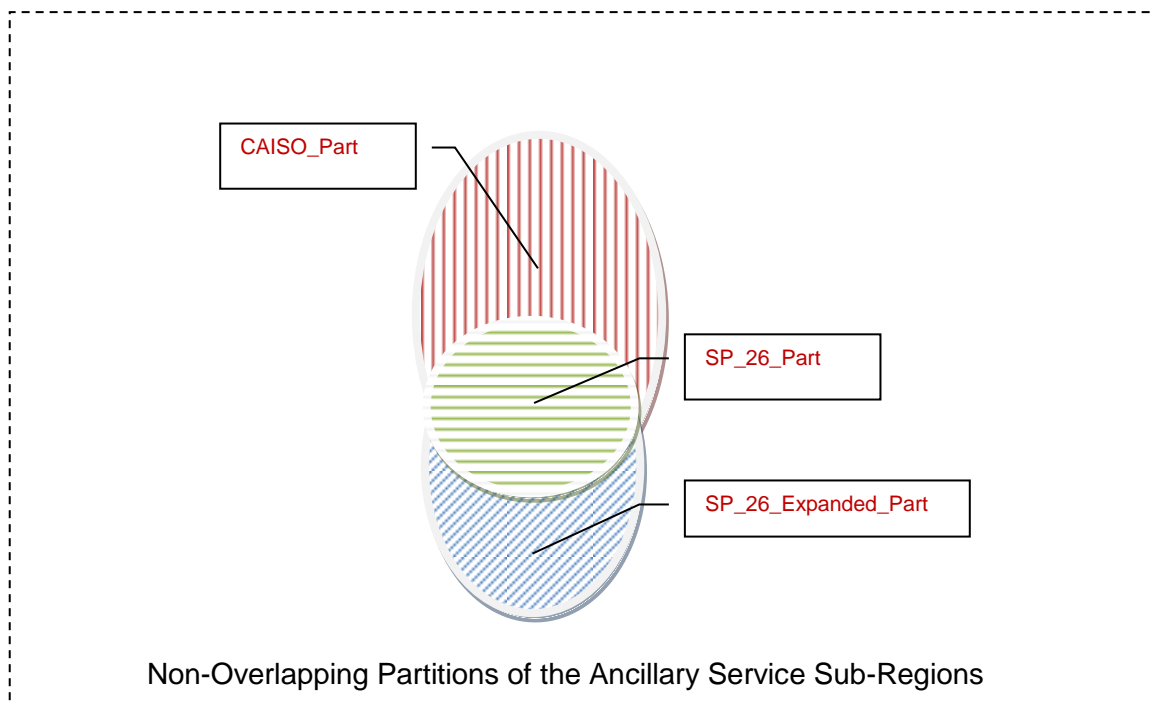 CAISO_Part
SP_26_Part
SP_26_Expanded_Part
Non-Overlapping Partitions of the Ancillary Service Sub-Regions